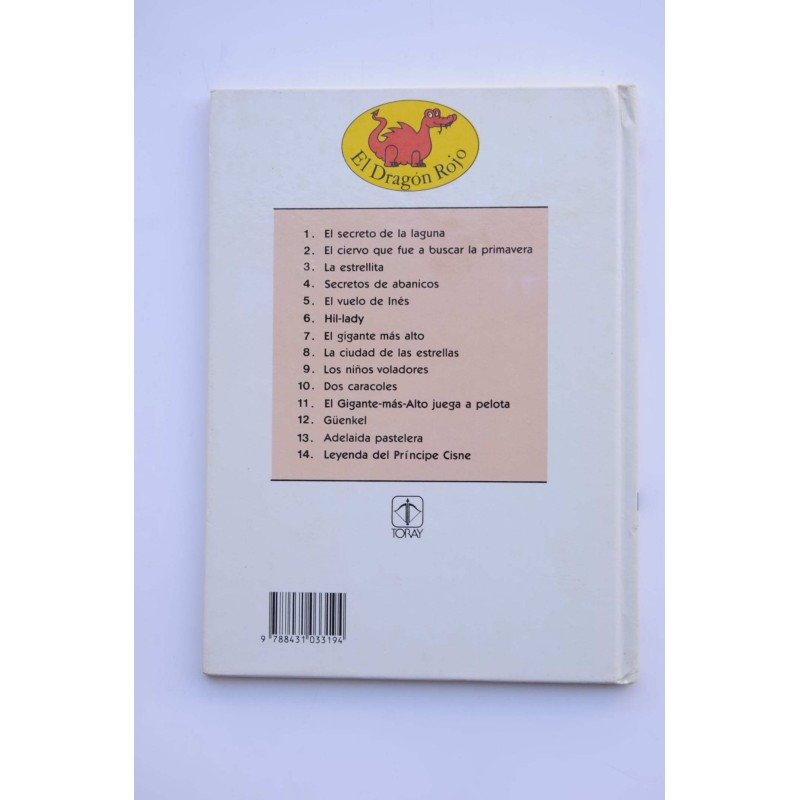 El Dragón Rojo
1. El secreto de la laguna
2. El ciervo que fue a buscar la primavera
3. La estrellita
4. Secretos de abanicos
5. El vuelo de Inés
6. Hil-lady
7. El gigante más alto
8. La ciudad de las estrellas
9. Los niños voladores
10. Dos caracoles
11. El Gigante-más-Alto juega a pelota
12. Güenkel
13. Adelaida pastelera
14. Leyenda del Príncipe Cisne
TORAY
9 788431 033194